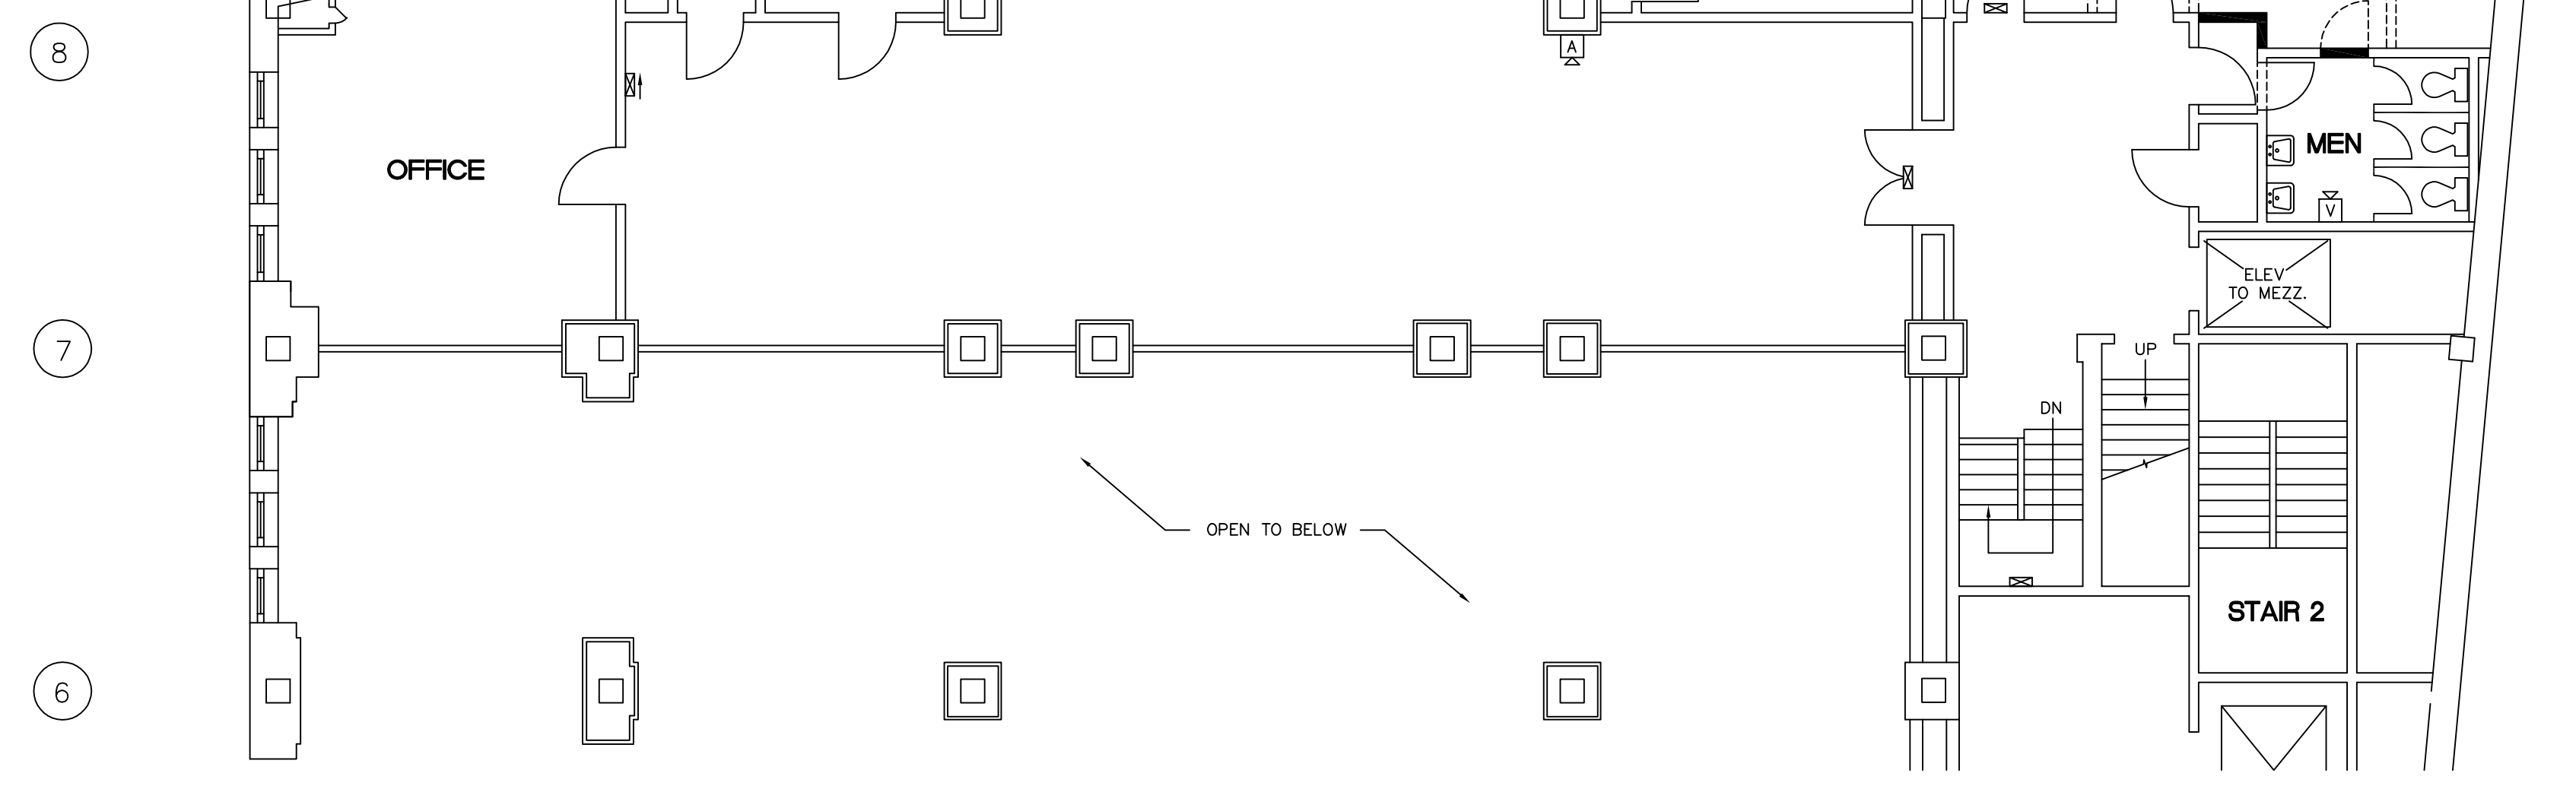 8
A
OFFICE
MEN
V
ELEV
TO MEZZ.
7
UP
DN
OPEN TO BELOW
STAIR 2
6